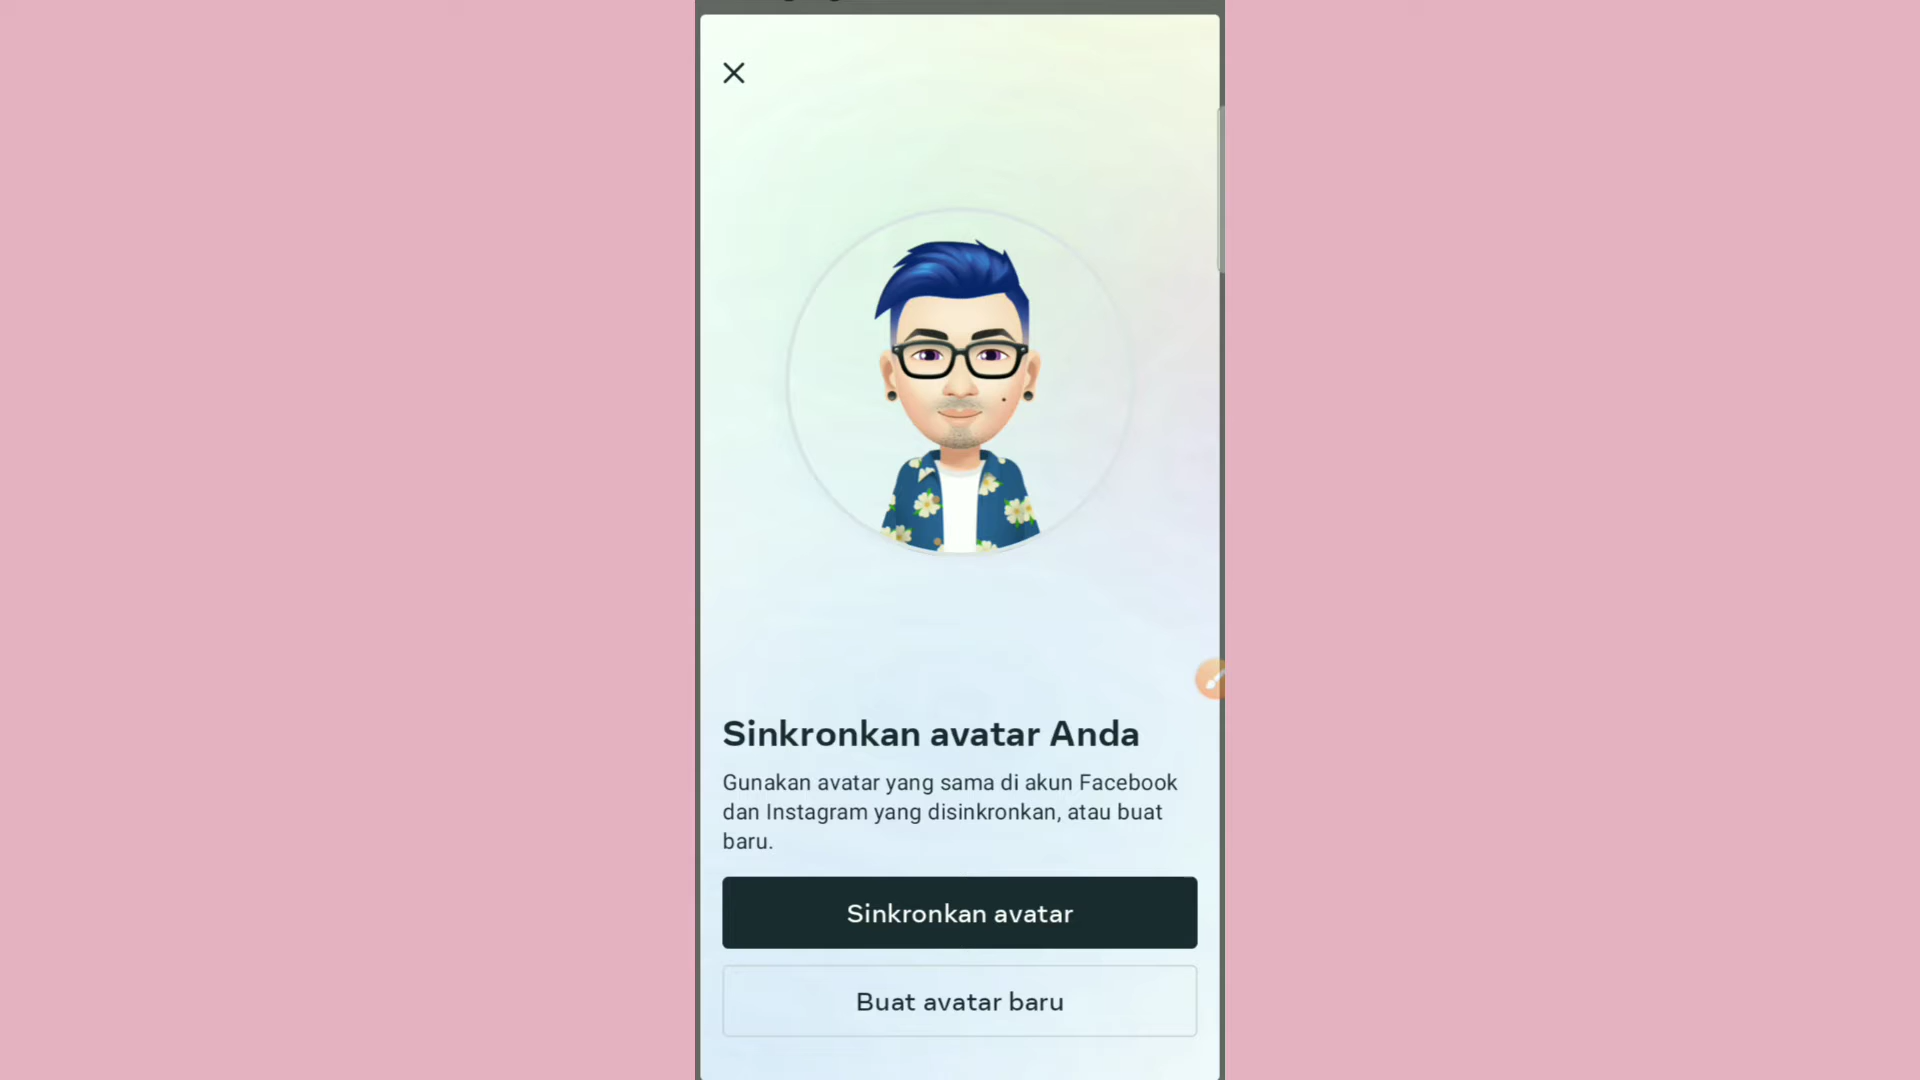 Sinkronkan avatar Anda
Gunakan avatar yang sama di akun Facebook
dan Instagram yang disinkronkan, atau buat
baru.
Sinkronkan avatar
Buat avatar baru